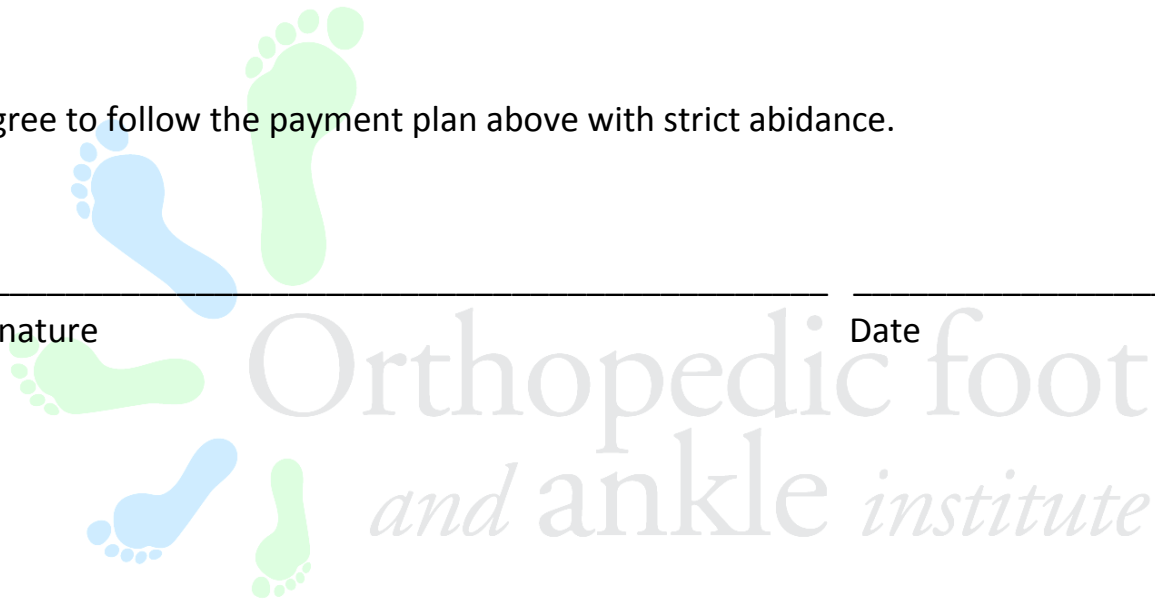 gree to follow the payment plan above with strict abidance.
nature Date
Orthopedic foot
and ankle institute